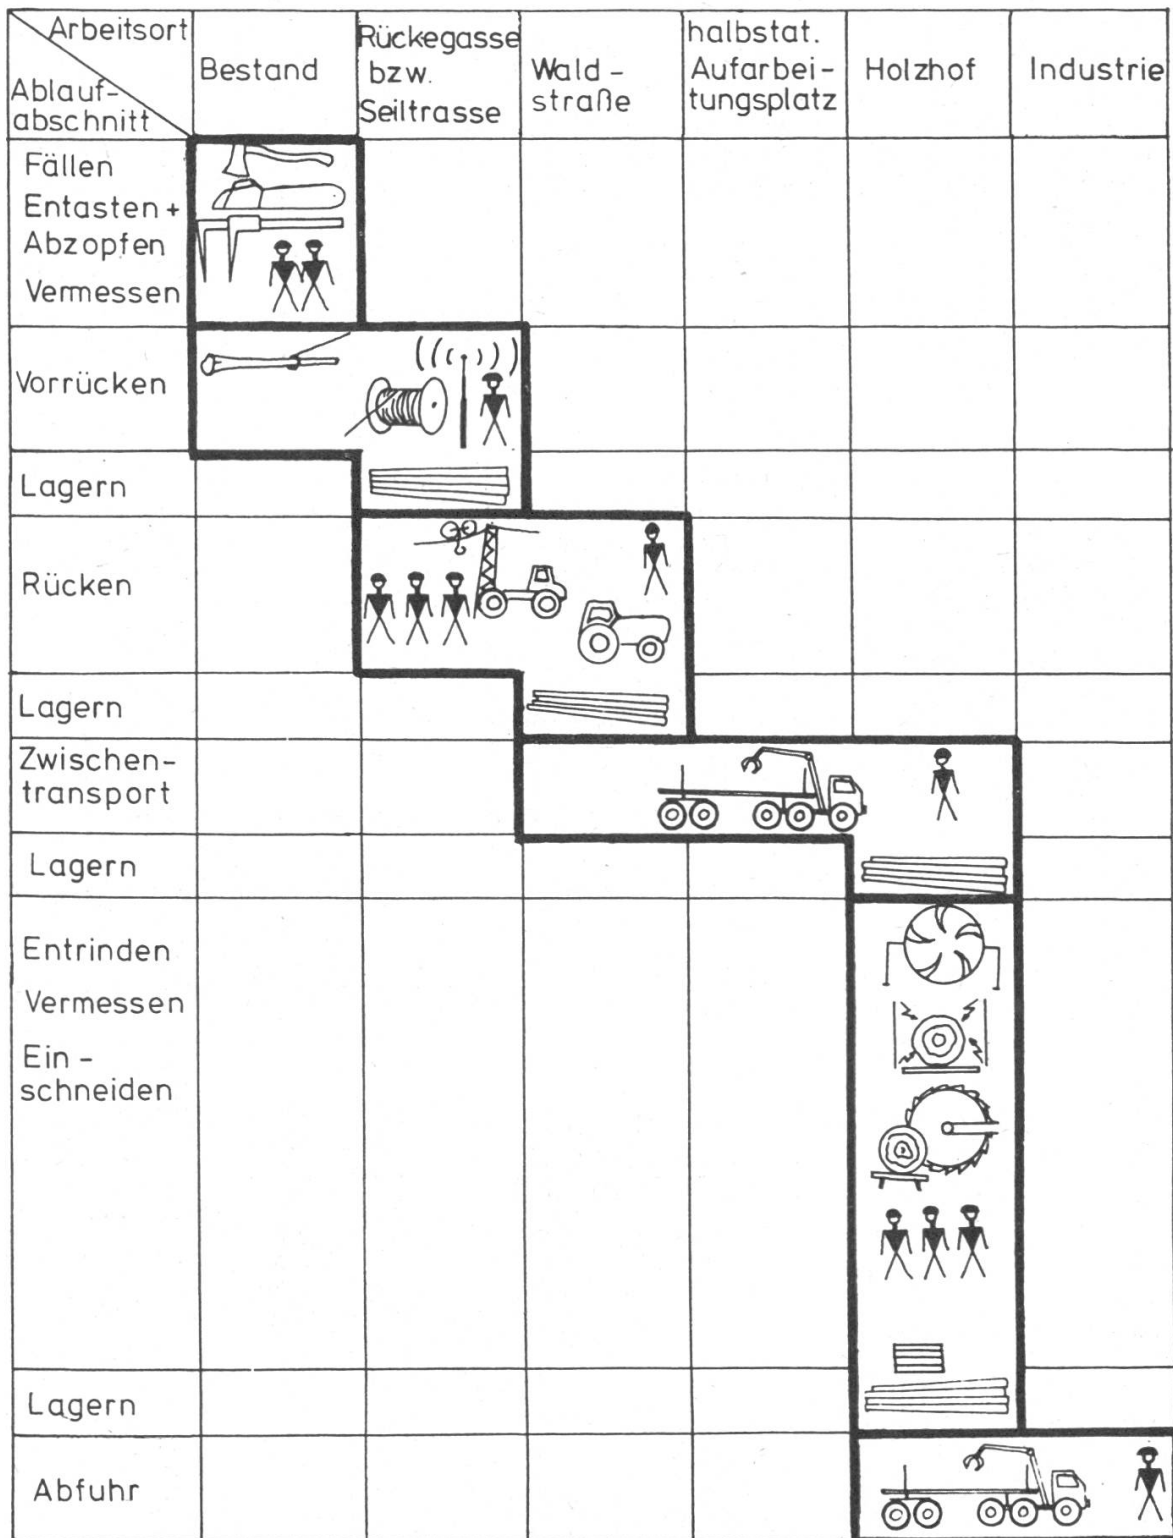 Arbeitsort
Ablauf-
abschnitt
Bestand
Rückegasse
bzw.
Seiltrasse
Wald-
straße
halbstat.
Aufarbei-
tungsplatz
Holzhof
Industrie
Fällen
Entasten +
Abzopfen
Vermessen
Vorrücken
Lagern
Rücken
Lagern
Zwischen-
transport
Lagern
Entrinden
Vermessen
Ein-
schneiden
Lagern
Abfuhr